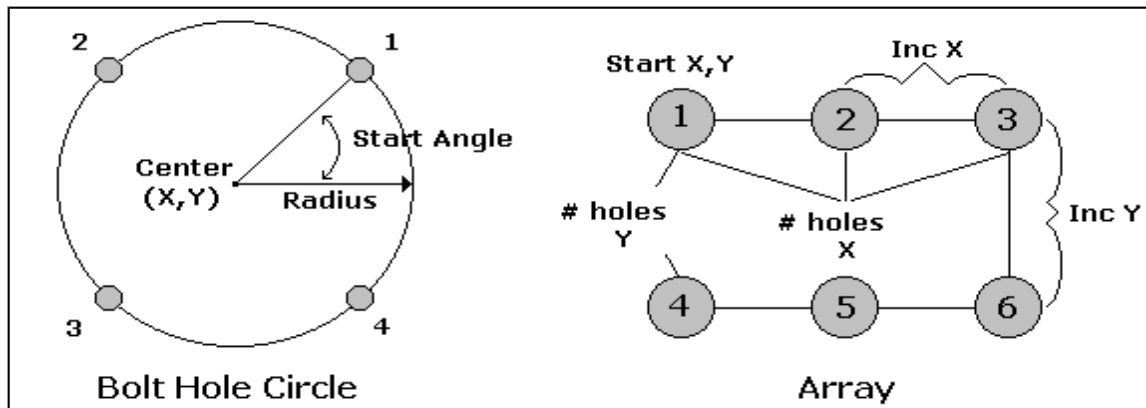 2
1
Start Angle
Center
(X,Y)
Radius
3
4
Bolt Hole Circle
Inc X
Start X,Y
1
2
3
# holes
Y
# holes
X
Inc Y
4
5
6
Array